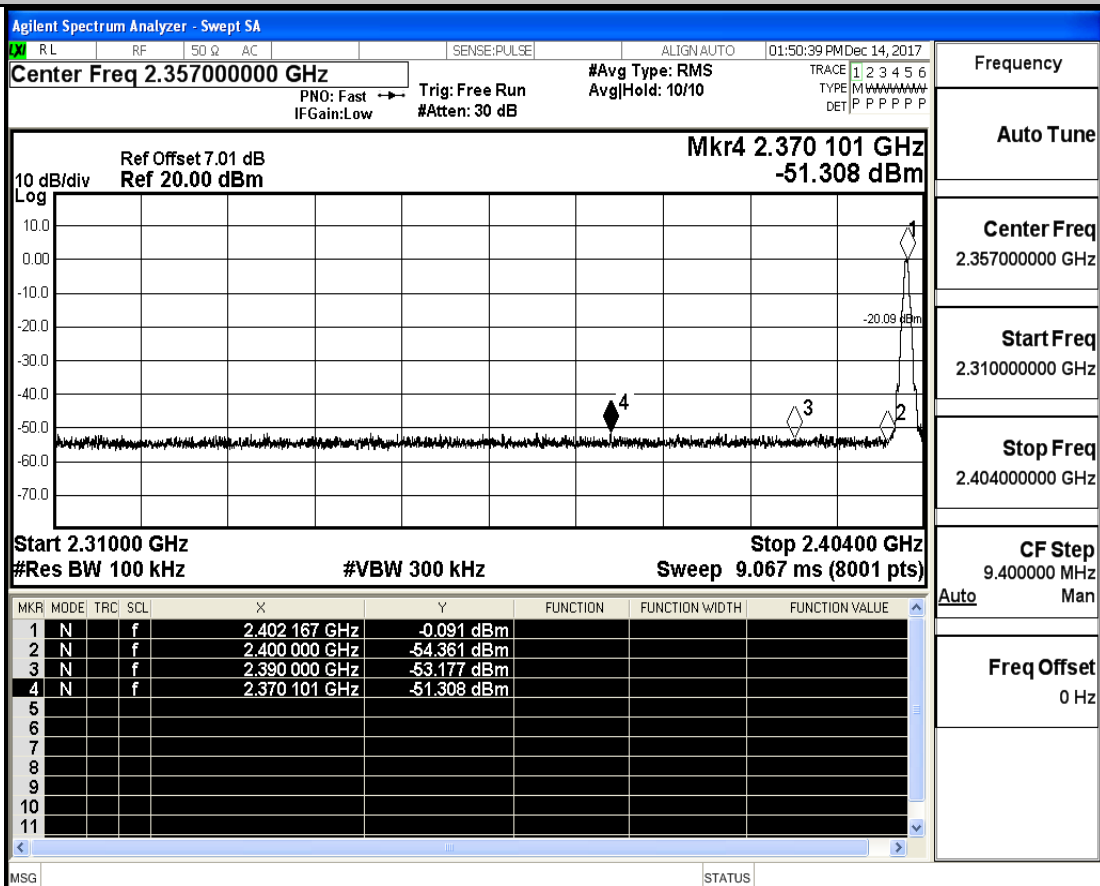 Agilent Spectrum Analyzer - Swept SA
LXI RL RF 50 Ω AC SENSE:PULSE ALIGN AUTO 01:50:39 PM Dec 14, 2017
Center Freq 2.357000000 GHz
PNO: Fast
IFGain:Low
Trig: Free Run
#Atten: 30 dB
#Avg Type: RMS
Avg|Hold: 10/10
TRACE 1 2 3 4 5 6
TYPE M WWWWW
DET P P P P P P
Ref Offset 7.01 dB
Ref 20.00 dBm
10 dB/div
Log
Mkr4 2.370 101 GHz
-51.308 dBm
10.0
0.00
-10.0
-20.0
-30.0
-40.0
-50.0
-60.0
-70.0
1
-20.09 dBm
4
3
2
Start 2.31000 GHz Stop 2.40400 GHz
#Res BW 100 kHz #VBW 300 kHz Sweep 9.067 ms (8001 pts)
MKR MODE TRC SCL X Y FUNCTION FUNCTION WIDTH FUNCTION VALUE
1 N f 2.402 167 GHz -0.091 dBm
2 N f 2.400 000 GHz -54.361 dBm
3 N f 2.390 000 GHz -53.177 dBm
4 N f 2.370 101 GHz -51.308 dBm
5
6
7
8
9
10
11
MSG STATUS
Frequency
Auto Tune
Center Freq
2.357000000 GHz
Start Freq
2.310000000 GHz
Stop Freq
2.404000000 GHz
CF Step
9.400000 MHz
Auto Man
Freq Offset
0 Hz